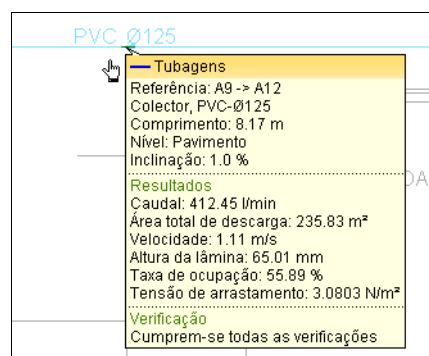 PVC Ø125
Tubagens
Referência: A9 -> A12
Colector, PVC-Ø125
Comprimento: 8.17 m
Nível: Pavimento
Inclinação: 1.0 %
Resultados
Caudal: 412.45 l/min
Área total de descarga: 235.83 m²
Velocidade: 1.11 m/s
Altura da lâmina: 65.01 mm
Taxa de ocupação: 55.89 %
Tensão de arrastamento: 3.0803 N/m²
Verificação
Cumprem-se todas as verificações
DA